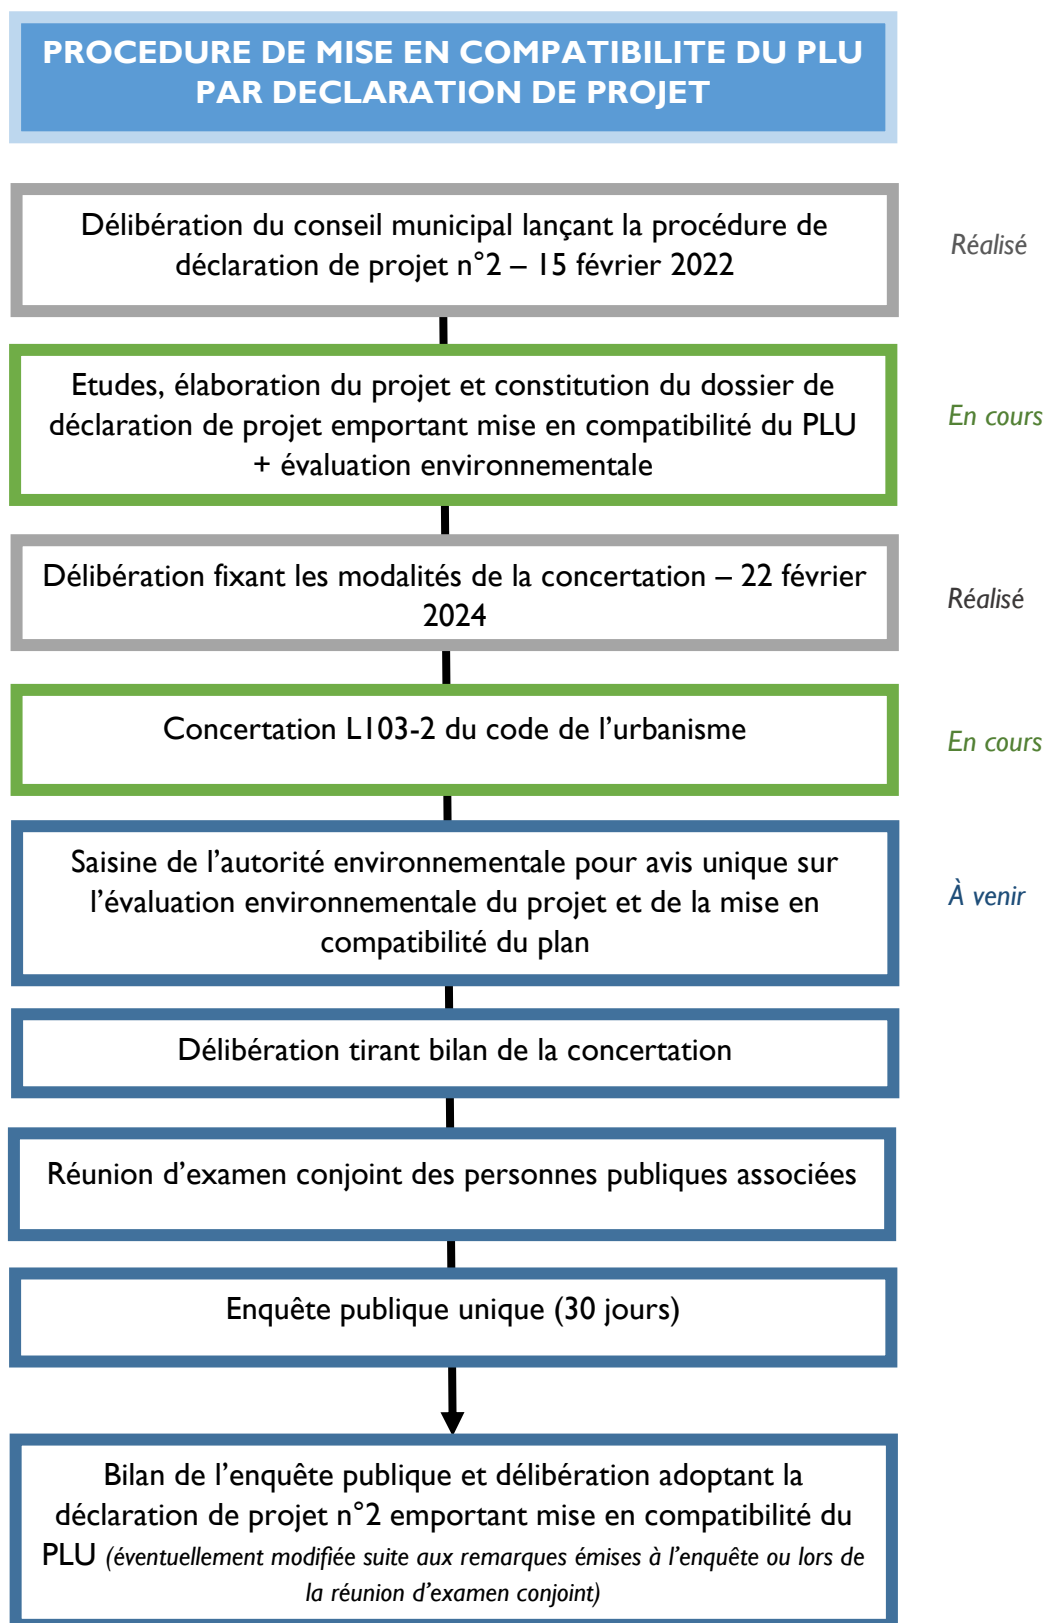 PROCEDURE DE MISE EN COMPATIBILITE DU PLU
PAR DECLARATION DE PROJET
Délibération du conseil municipal lançant la procédure de
déclaration de projet n°2 – 15 février 2022
Réalisé
Etudes, élaboration du projet et constitution du dossier de
déclaration de projet emportant mise en compatibilité du PLU
+ évaluation environnementale
En cours
Délibération fixant les modalités de la concertation – 22 février
2024
Réalisé
Concertation L103-2 du code de l’urbanisme
En cours
Saisine de l’autorité environnementale pour avis unique sur
l’évaluation environnementale du projet et de la mise en
compatibilité du plan
À venir
Délibération tirant bilan de la concertation
Réunion d’examen conjoint des personnes publiques associées
Enquête publique unique (30 jours)
Bilan de l’enquête publique et délibération adoptant la
déclaration de projet n°2 emportant mise en compatibilité du
PLU (éventuellement modifiée suite aux remarques émises à l’enquête ou lors de
la réunion d’examen conjoint)